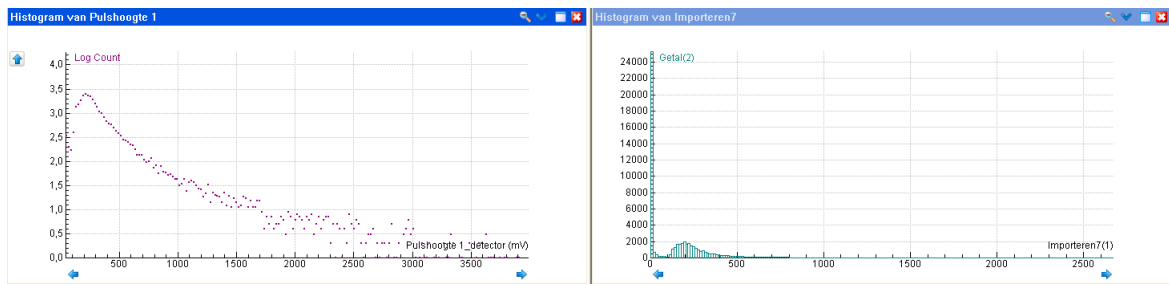 Histogram van Pulshoogte 1
Log Count
4,0
3,5
3,0
2,5
2,0
1,5
1,0
0,5
0,0
Pulshoogte 1_detector (mV)
500 1000 1500 2000 2500 3000 3500
Histogram van Importeren7
Getal(2)
24000
22000
20000
18000
16000
14000
12000
10000
8000
6000
4000
2000
0
Importeren7(1)
0 500 1000 1500 2000 2500